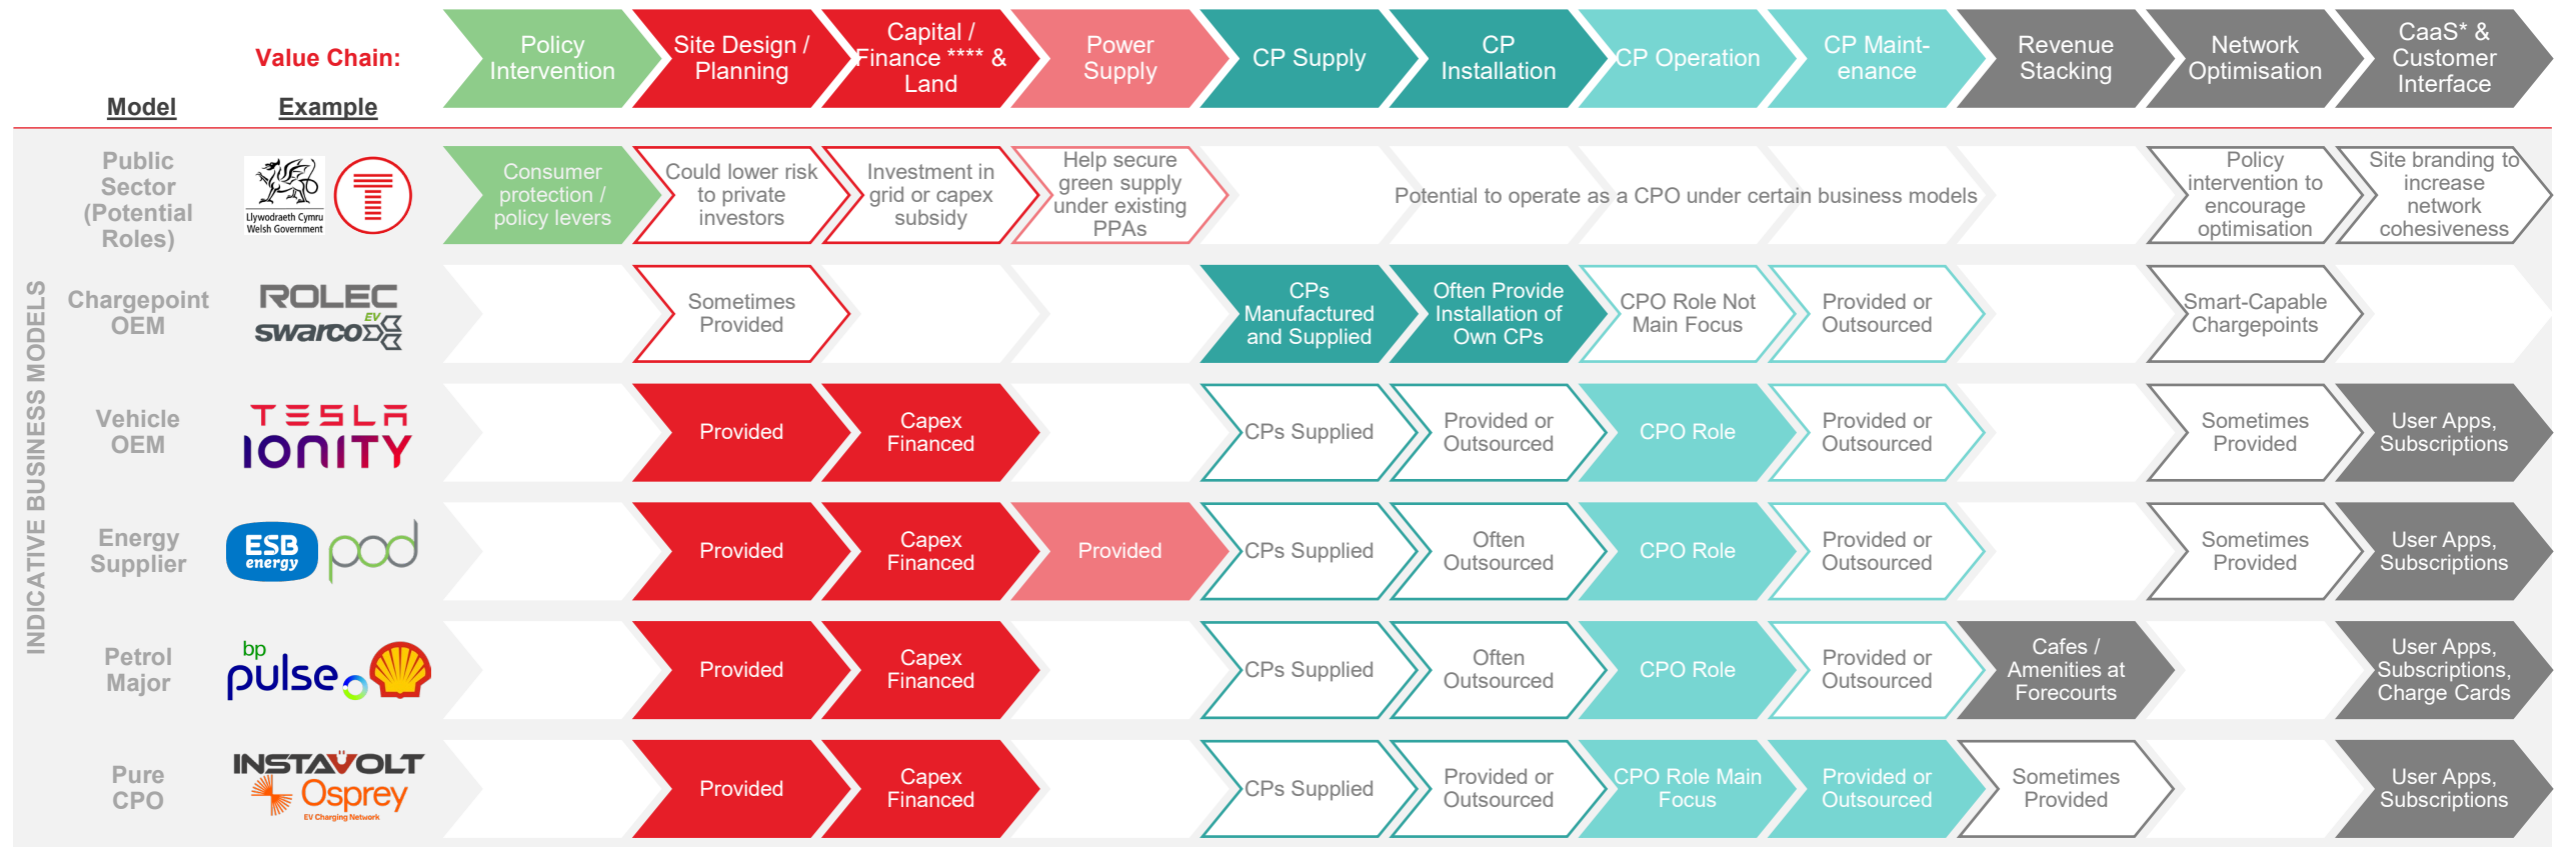 Value Chain:
Model
Example
Policy
Intervention
Site Design /
Planning
Capital /
Finance **** &
Land
Power
Supply
CP Supply
CP
Installation
CP Operation
CP Maint-
enance
Revenue
Stacking
Network
Optimisation
CaaS* &
Customer
Interface
INDICATIVE BUSINESS MODELS
Public
Sector
(Potential
Roles)
Llywodraeth Cymru
Welsh Government
T
Consumer
protection /
policy levers
Could lower risk
to private
investors
Investment in
grid or capex
subsidy
Help secure
green supply
under existing
PPAs
Potential to operate as a CPO under certain business models
Policy
intervention to
encourage
optimisation
Site branding to
increase
network
cohesiveness
Chargepoint
OEM
ROLEC
EV
swarco
Sometimes
Provided
CPs
Manufactured
and Supplied
Often Provide
Installation of
Own CPs
CPO Role Not
Main Focus
Provided or
Outsourced
Smart-Capable
Chargepoints
Vehicle
OEM
TESLA
IONITY
Provided
Capex
Financed
CPs Supplied
Provided or
Outsourced
CPO Role
Provided or
Outsourced
Sometimes
Provided
User Apps,
Subscriptions
Energy
Supplier
ESB
energy
pod
Provided
Capex
Financed
Provided
CPs Supplied
Often
Outsourced
CPO Role
Provided or
Outsourced
Sometimes
Provided
User Apps,
Subscriptions
Petrol
Major
bp
pulse
Provided
Capex
Financed
CPs Supplied
Often
Outsourced
CPO Role
Provided or
Outsourced
Cafes /
Amenities at
Forecourts
User Apps,
Subscriptions,
Charge Cards
Pure
CPO
INSTAVOLT
Osprey
EV Charging Network
Provided
Capex
Financed
CPs Supplied
Provided or
Outsourced
CPO Role Main
Focus
Provided or
Outsourced
Sometimes
Provided
User Apps,
Subscriptions